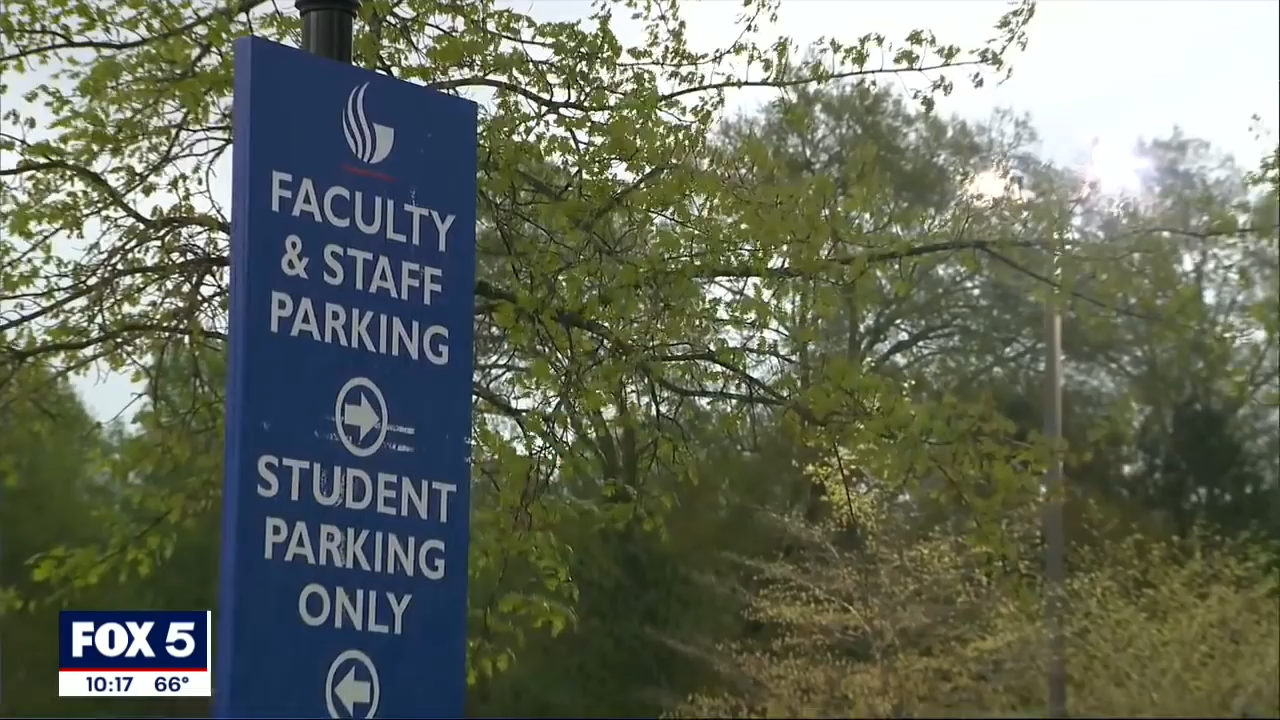 FACULTY
& STAFF
PARKING
STUDENT
PARKING
ONLY
FOX 5
10:17 66°